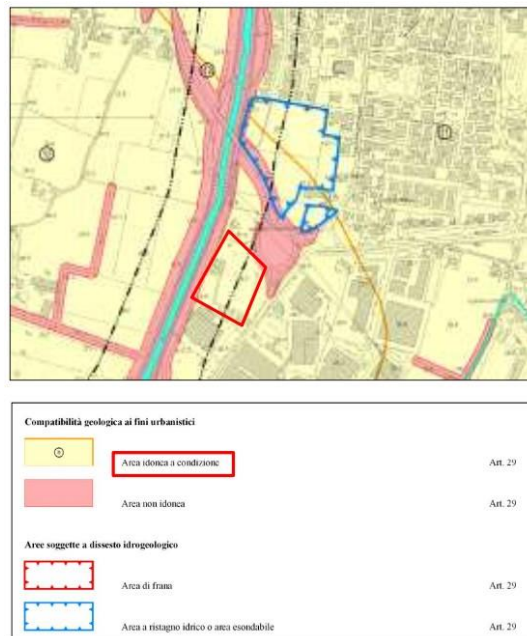 Compatibilità geologica ai fini urbanistici
Area idonea a condizione Art. 29
Area non idonea Art. 29
Aree soggette a dissesto idrogeologico
Area di frana Art. 29
Area a ristagno idrico o area esondabile Art. 29